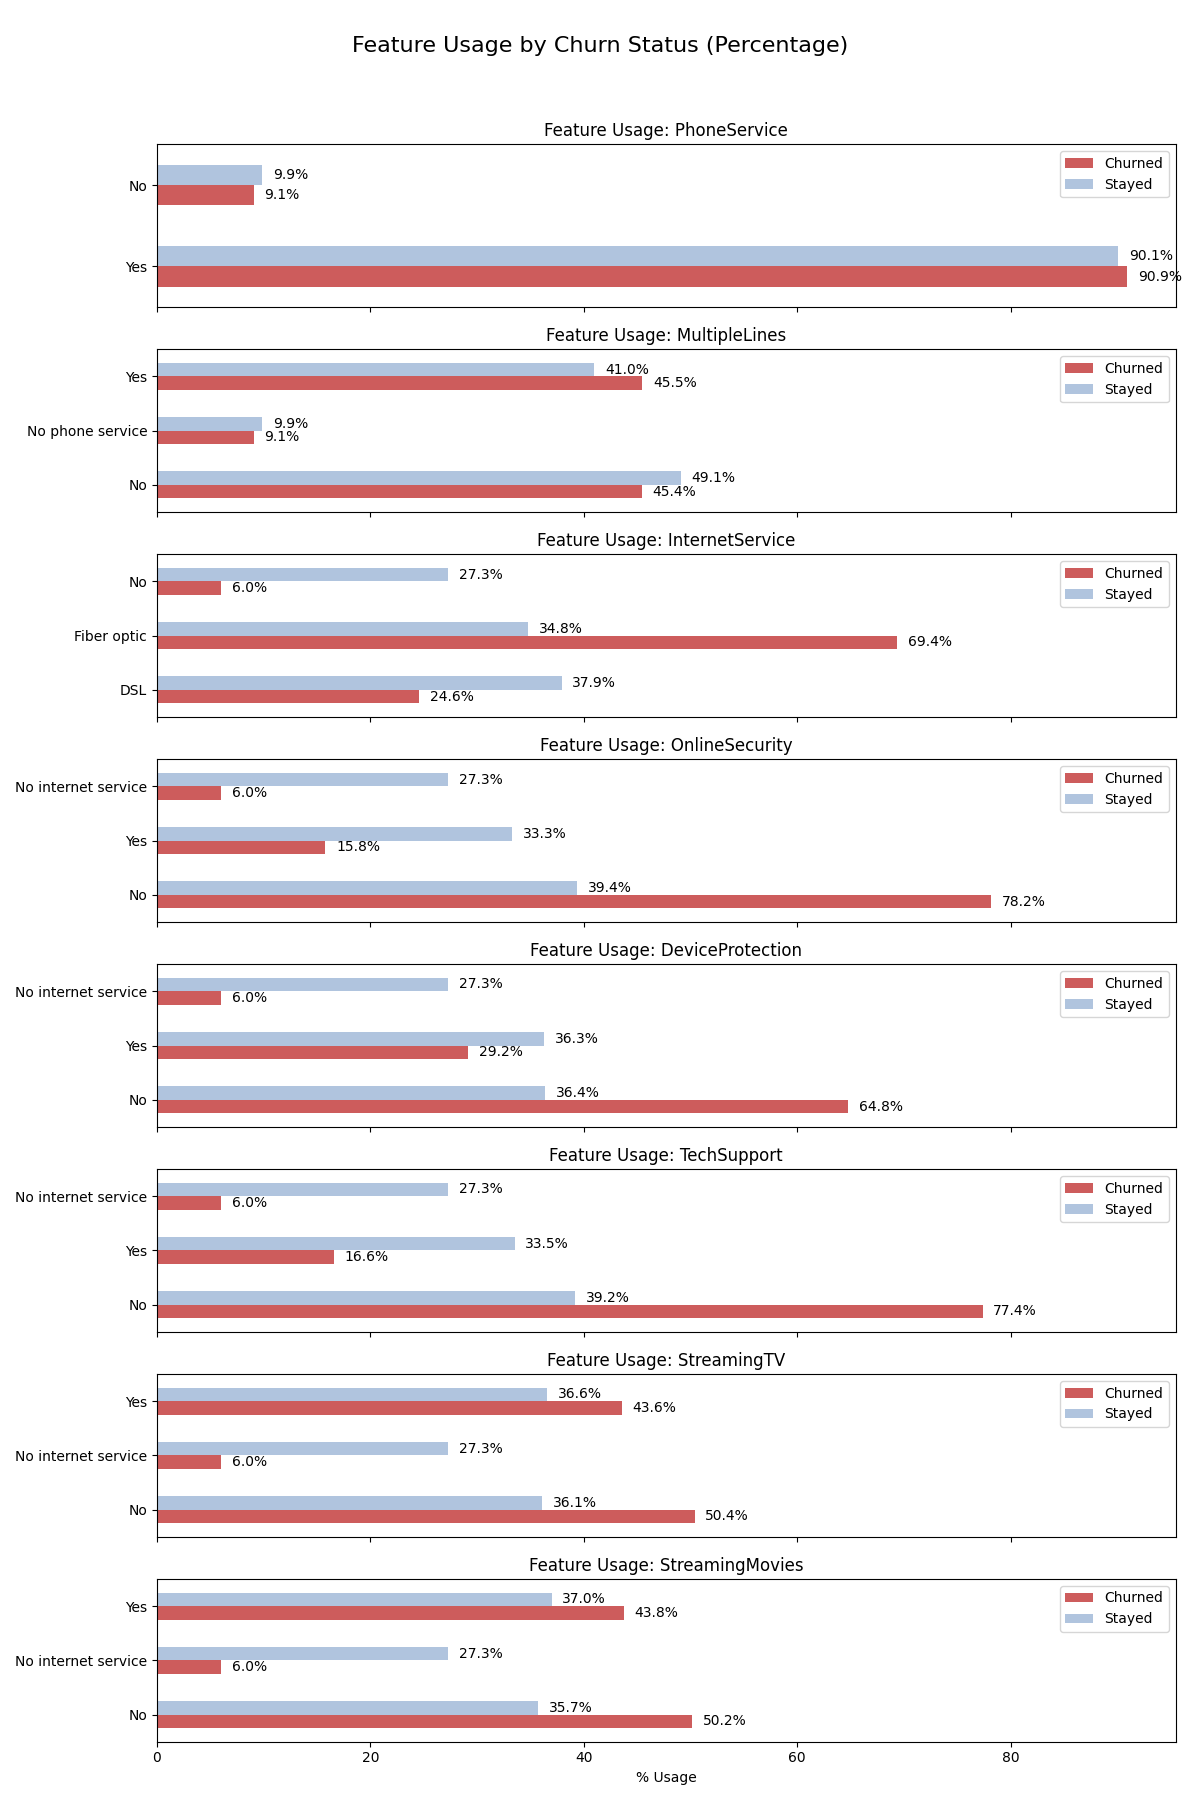 Feature Usage by Churn Status (Percentage)
Feature Usage: PhoneService
Churned
Stayed
No
9.9%
9.1%
Yes
90.1%
90.9%
Feature Usage: MultipleLines
Churned
Stayed
Yes
41.0%
45.5%
No phone service
9.9%
9.1%
No
49.1%
45.4%
Feature Usage: InternetService
Churned
Stayed
No
27.3%
6.0%
Fiber optic
34.8%
69.4%
DSL
37.9%
24.6%
Feature Usage: OnlineSecurity
Churned
Stayed
No internet service
27.3%
6.0%
Yes
33.3%
15.8%
No
39.4%
78.2%
Feature Usage: DeviceProtection
Churned
Stayed
No internet service
27.3%
6.0%
Yes
36.3%
29.2%
No
36.4%
64.8%
Feature Usage: TechSupport
Churned
Stayed
No internet service
27.3%
6.0%
Yes
33.5%
16.6%
No
39.2%
77.4%
Feature Usage: StreamingTV
Churned
Stayed
Yes
36.6%
43.6%
No internet service
27.3%
6.0%
No
36.1%
50.4%
Feature Usage: StreamingMovies
Churned
Stayed
Yes
37.0%
43.8%
No internet service
27.3%
6.0%
No
35.7%
50.2%
0 20 40 60 80
% Usage